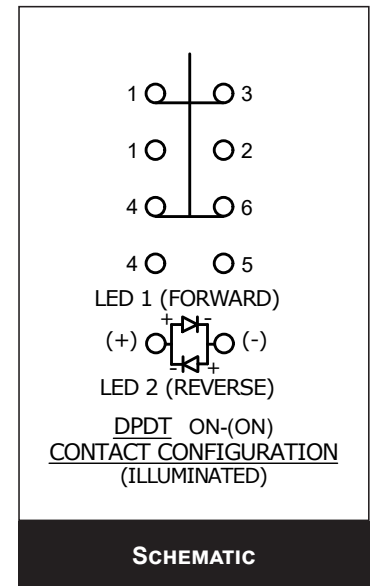 1 3
1 2
4 6
4 5
LED 1 (FORWARD)
+ -
(+) (-)
- +
LED 2 (REVERSE)
DPDT ON-(ON)
CONTACT CONFIGURATION
(ILLUMINATED)
SCHEMATIC